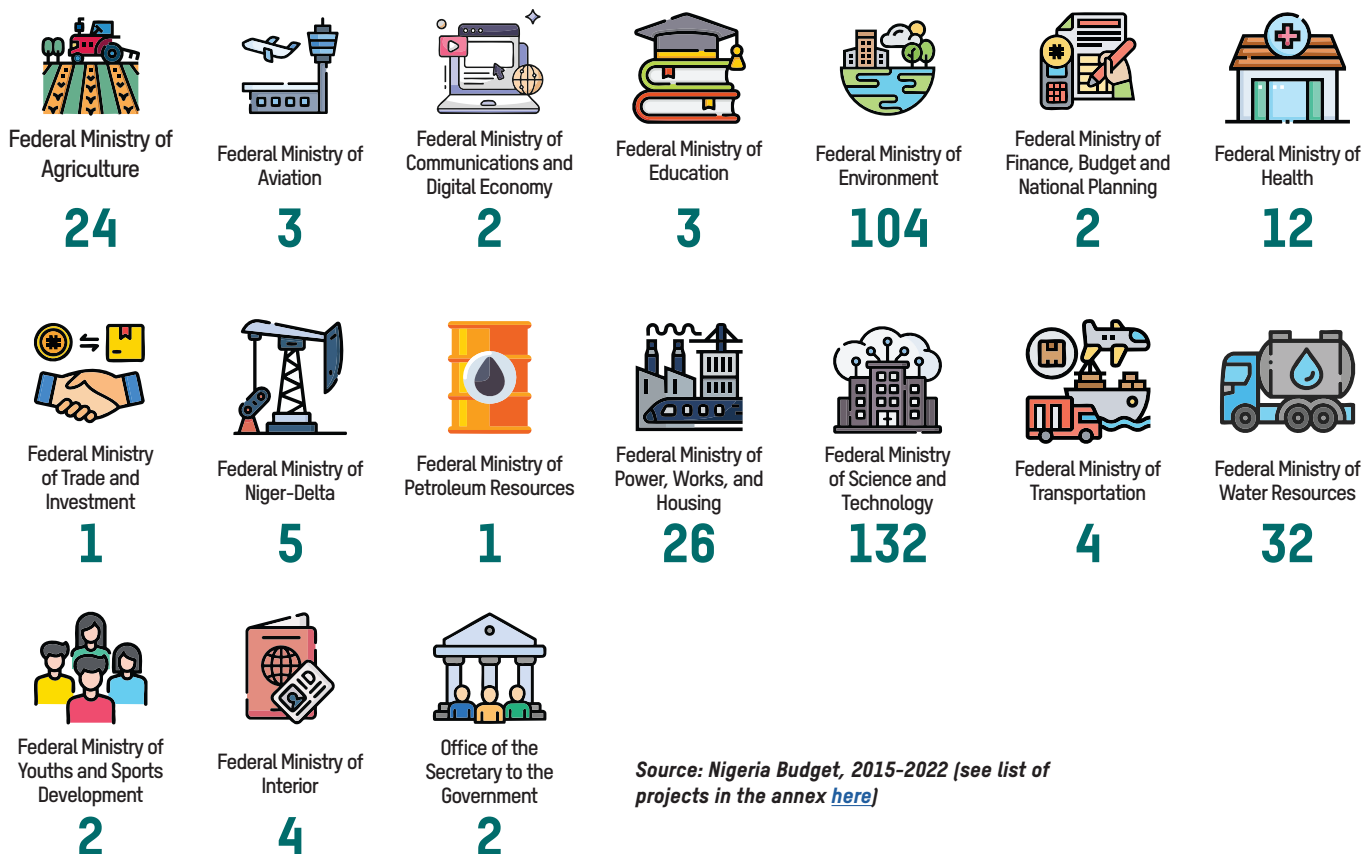 Federal Ministry of
Agriculture
24
Federal Ministry of
Aviation
3
Federal Ministry of
Communications and
Digital Economy
2
Federal Ministry of
Education
3
Federal Ministry of
Environment
104
Federal Ministry of
Finance, Budget and
National Planning
2
Federal Ministry of
Health
12
Federal Ministry
of Trade and
Investment
1
Federal Ministry of
Niger-Delta
5
Federal Ministry of
Petroleum Resources
1
Federal Ministry of
Power, Works, and
Housing
26
Federal Ministry
of Science and
Technology
132
Federal Ministry of
Transportation
4
Federal Ministry of
Water Resources
32
Federal Ministry of
Youths and Sports
Development
2
ID
Federal Ministry of
Interior
4
Office of the
Secretary to the
Government
2
Source: Nigeria Budget, 2015-2022 (see list of
projects in the annex here)